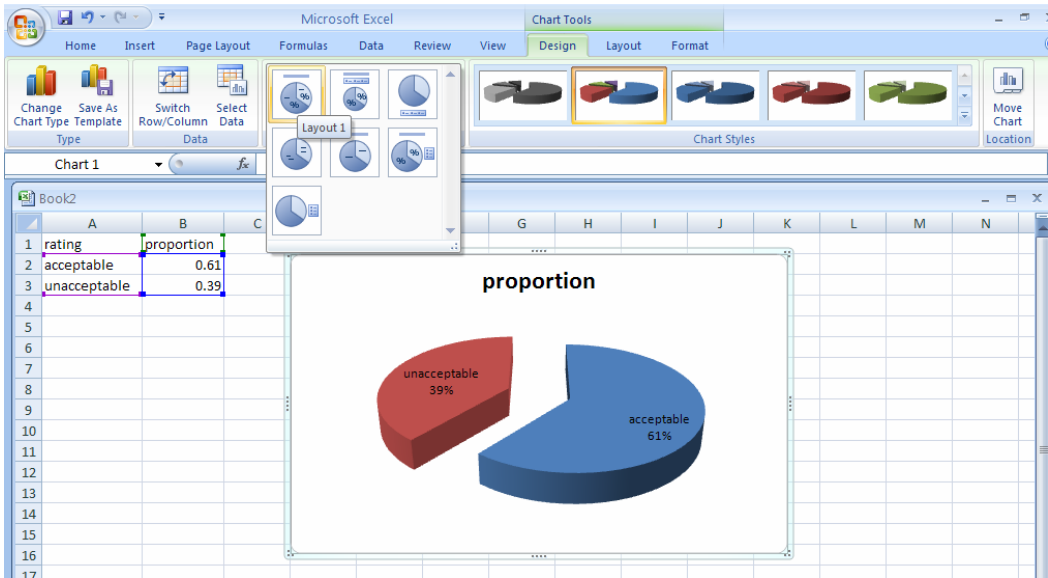 Microsoft Excel
Chart Tools
Home Insert Page Layout Formulas Data Review View Design Layout Format
Change Chart Type
Save As Template
Switch Row/Column
Select Data
Layout 1
Move Chart
Type Data Chart Styles Location
Chart 1 fx
Book2
A B C G H I J K L M N
1 rating proportion
2 acceptable 0.61
3 unacceptable 0.39
4
5
6
7
8
9
10
11
12
13
14
15
16
17
proportion
unacceptable
39%
acceptable
61%